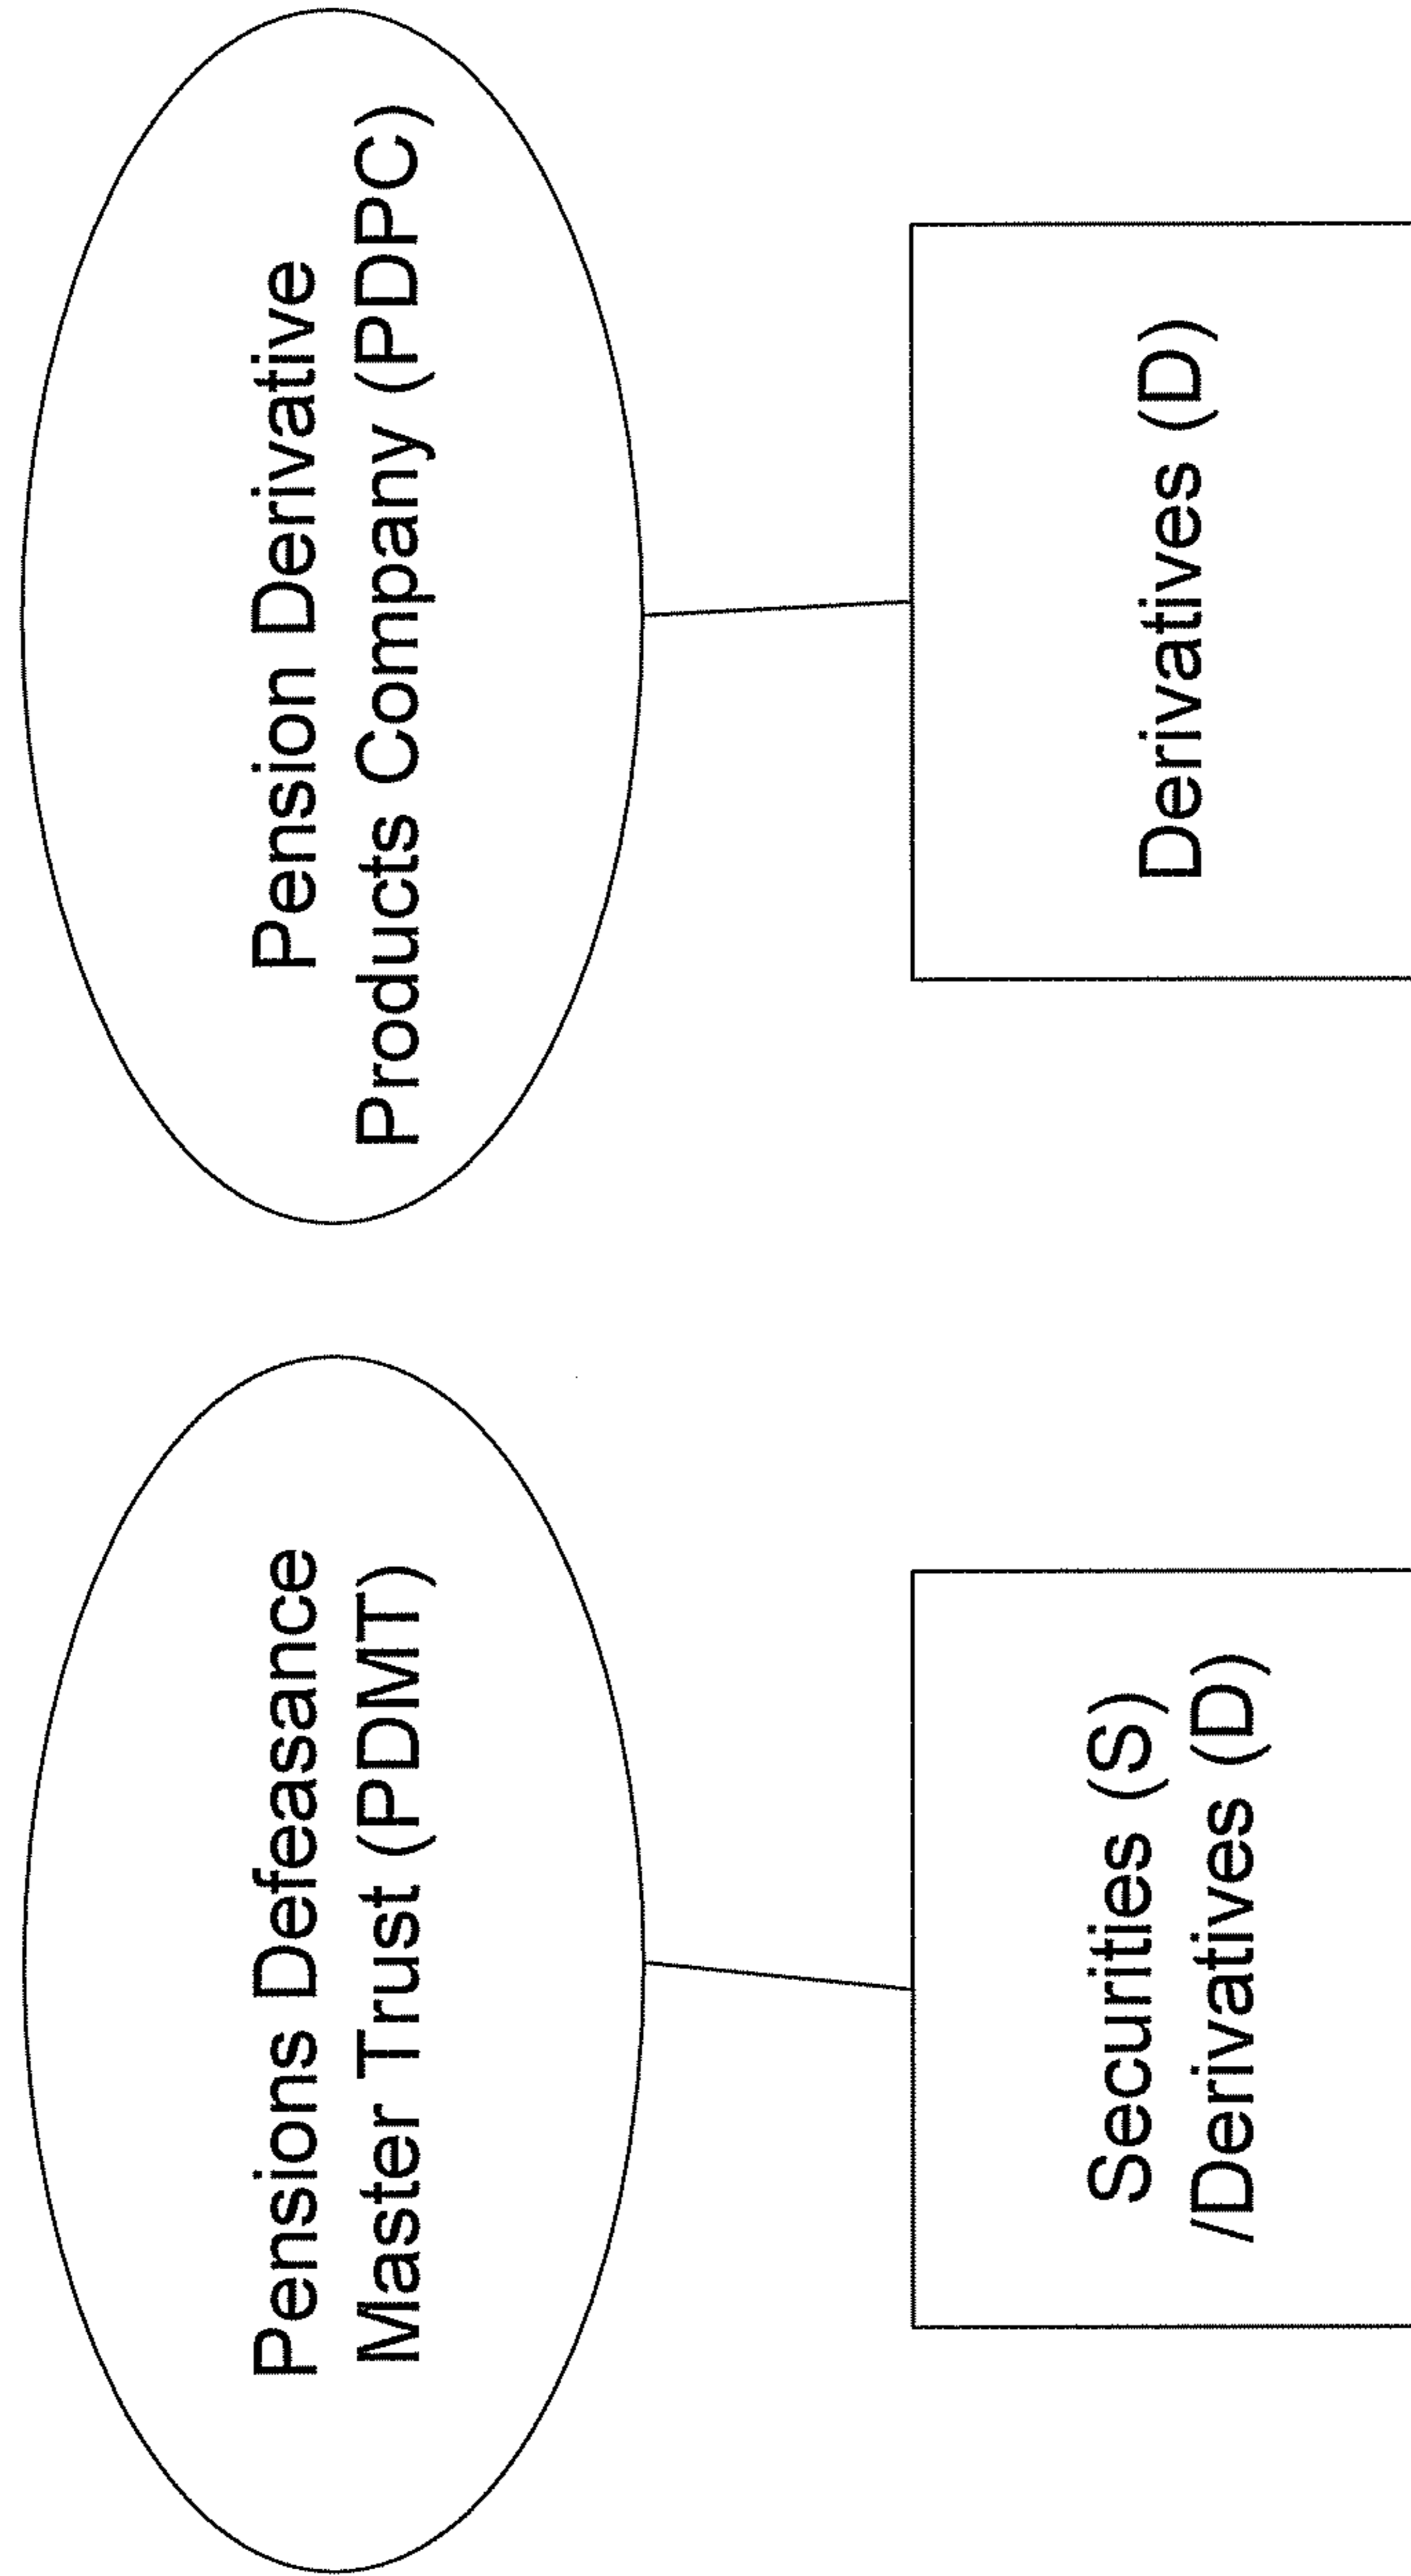 Pensions Defeasance
Master Trust (PDMT)
Pension Derivative
Products Company (PDPC)
Securities (S)
/Derivatives (D)
Derivatives (D)